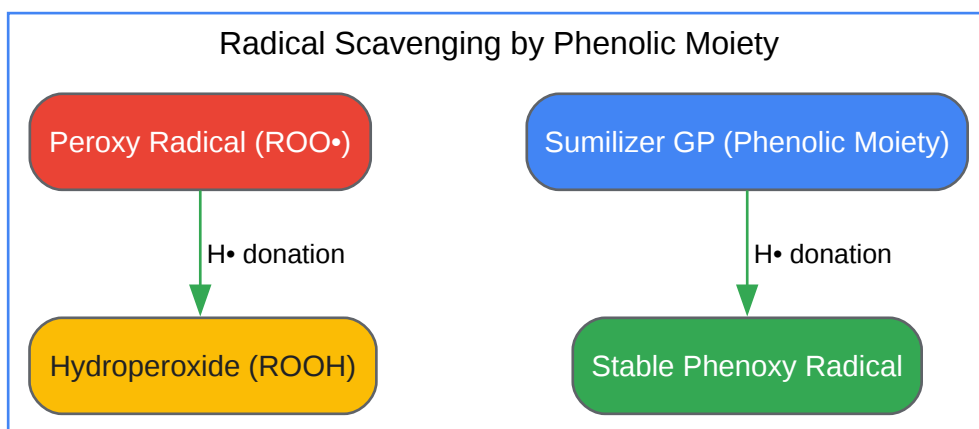 Radical Scavenging by Phenolic Moiety
Peroxy Radical (ROO•)
Sumilizer GP (Phenolic Moiety)
H• donation
H• donation
Hydroperoxide (ROOH)
Stable Phenoxy Radical